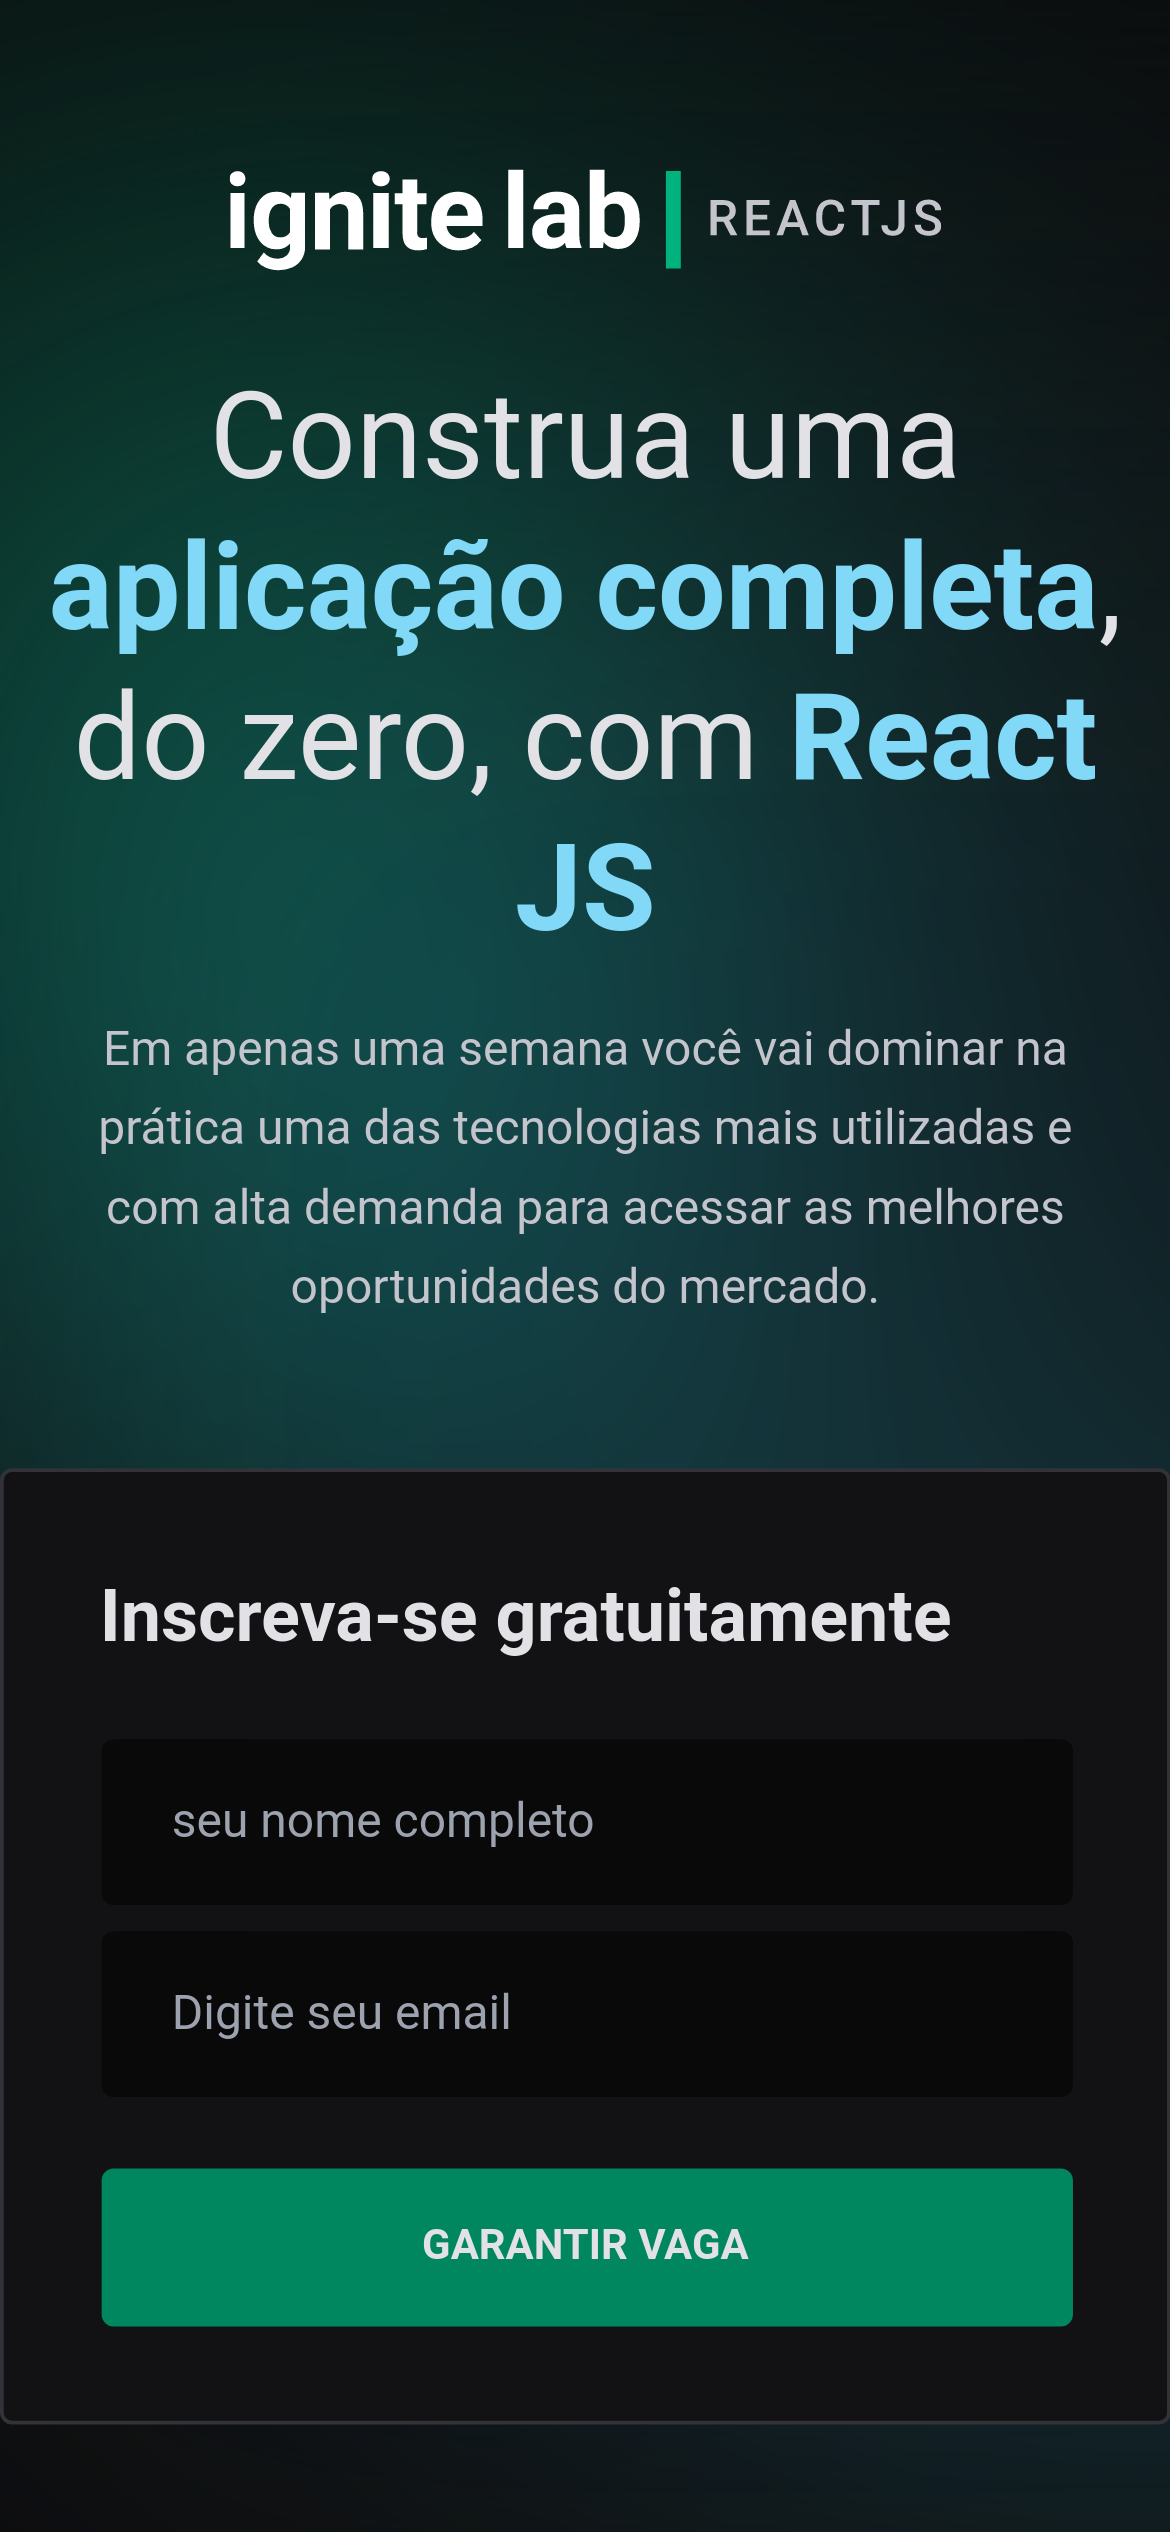 ignite lab REACTJS
Construa uma
aplicação completa,
do zero, com React
JS
Em apenas uma semana você vai dominar na
prática uma das tecnologias mais utilizadas e
com alta demanda para acessar as melhores
oportunidades do mercado.
Inscreva-se gratuitamente
seu nome completo
Digite seu email
GARANTIR VAGA